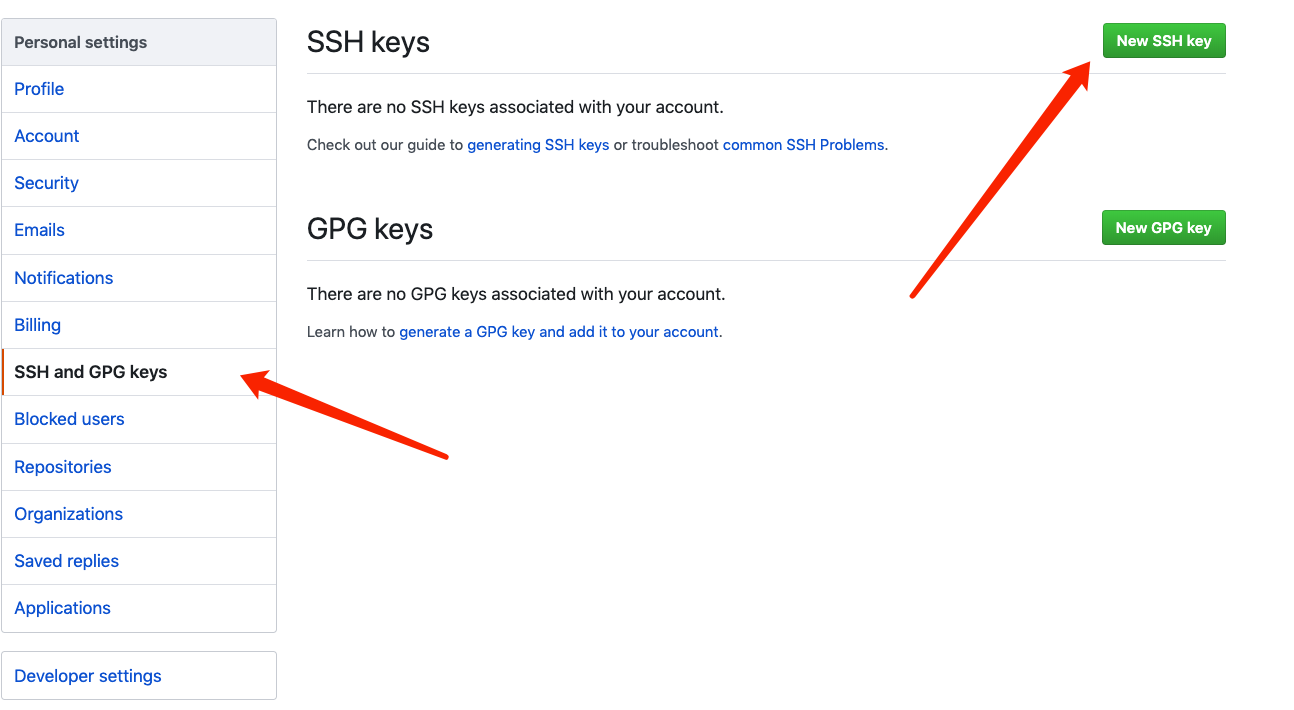 Personal settings
Profile
Account
Security
Emails
Notifications
Billing
SSH and GPG keys
Blocked users
Repositories
Organizations
Saved replies
Applications
Developer settings
SSH keys
New SSH key
There are no SSH keys associated with your account.
Check out our guide to generating SSH keys or troubleshoot common SSH Problems.
GPG keys
New GPG key
There are no GPG keys associated with your account.
Learn how to generate a GPG key and add it to your account.